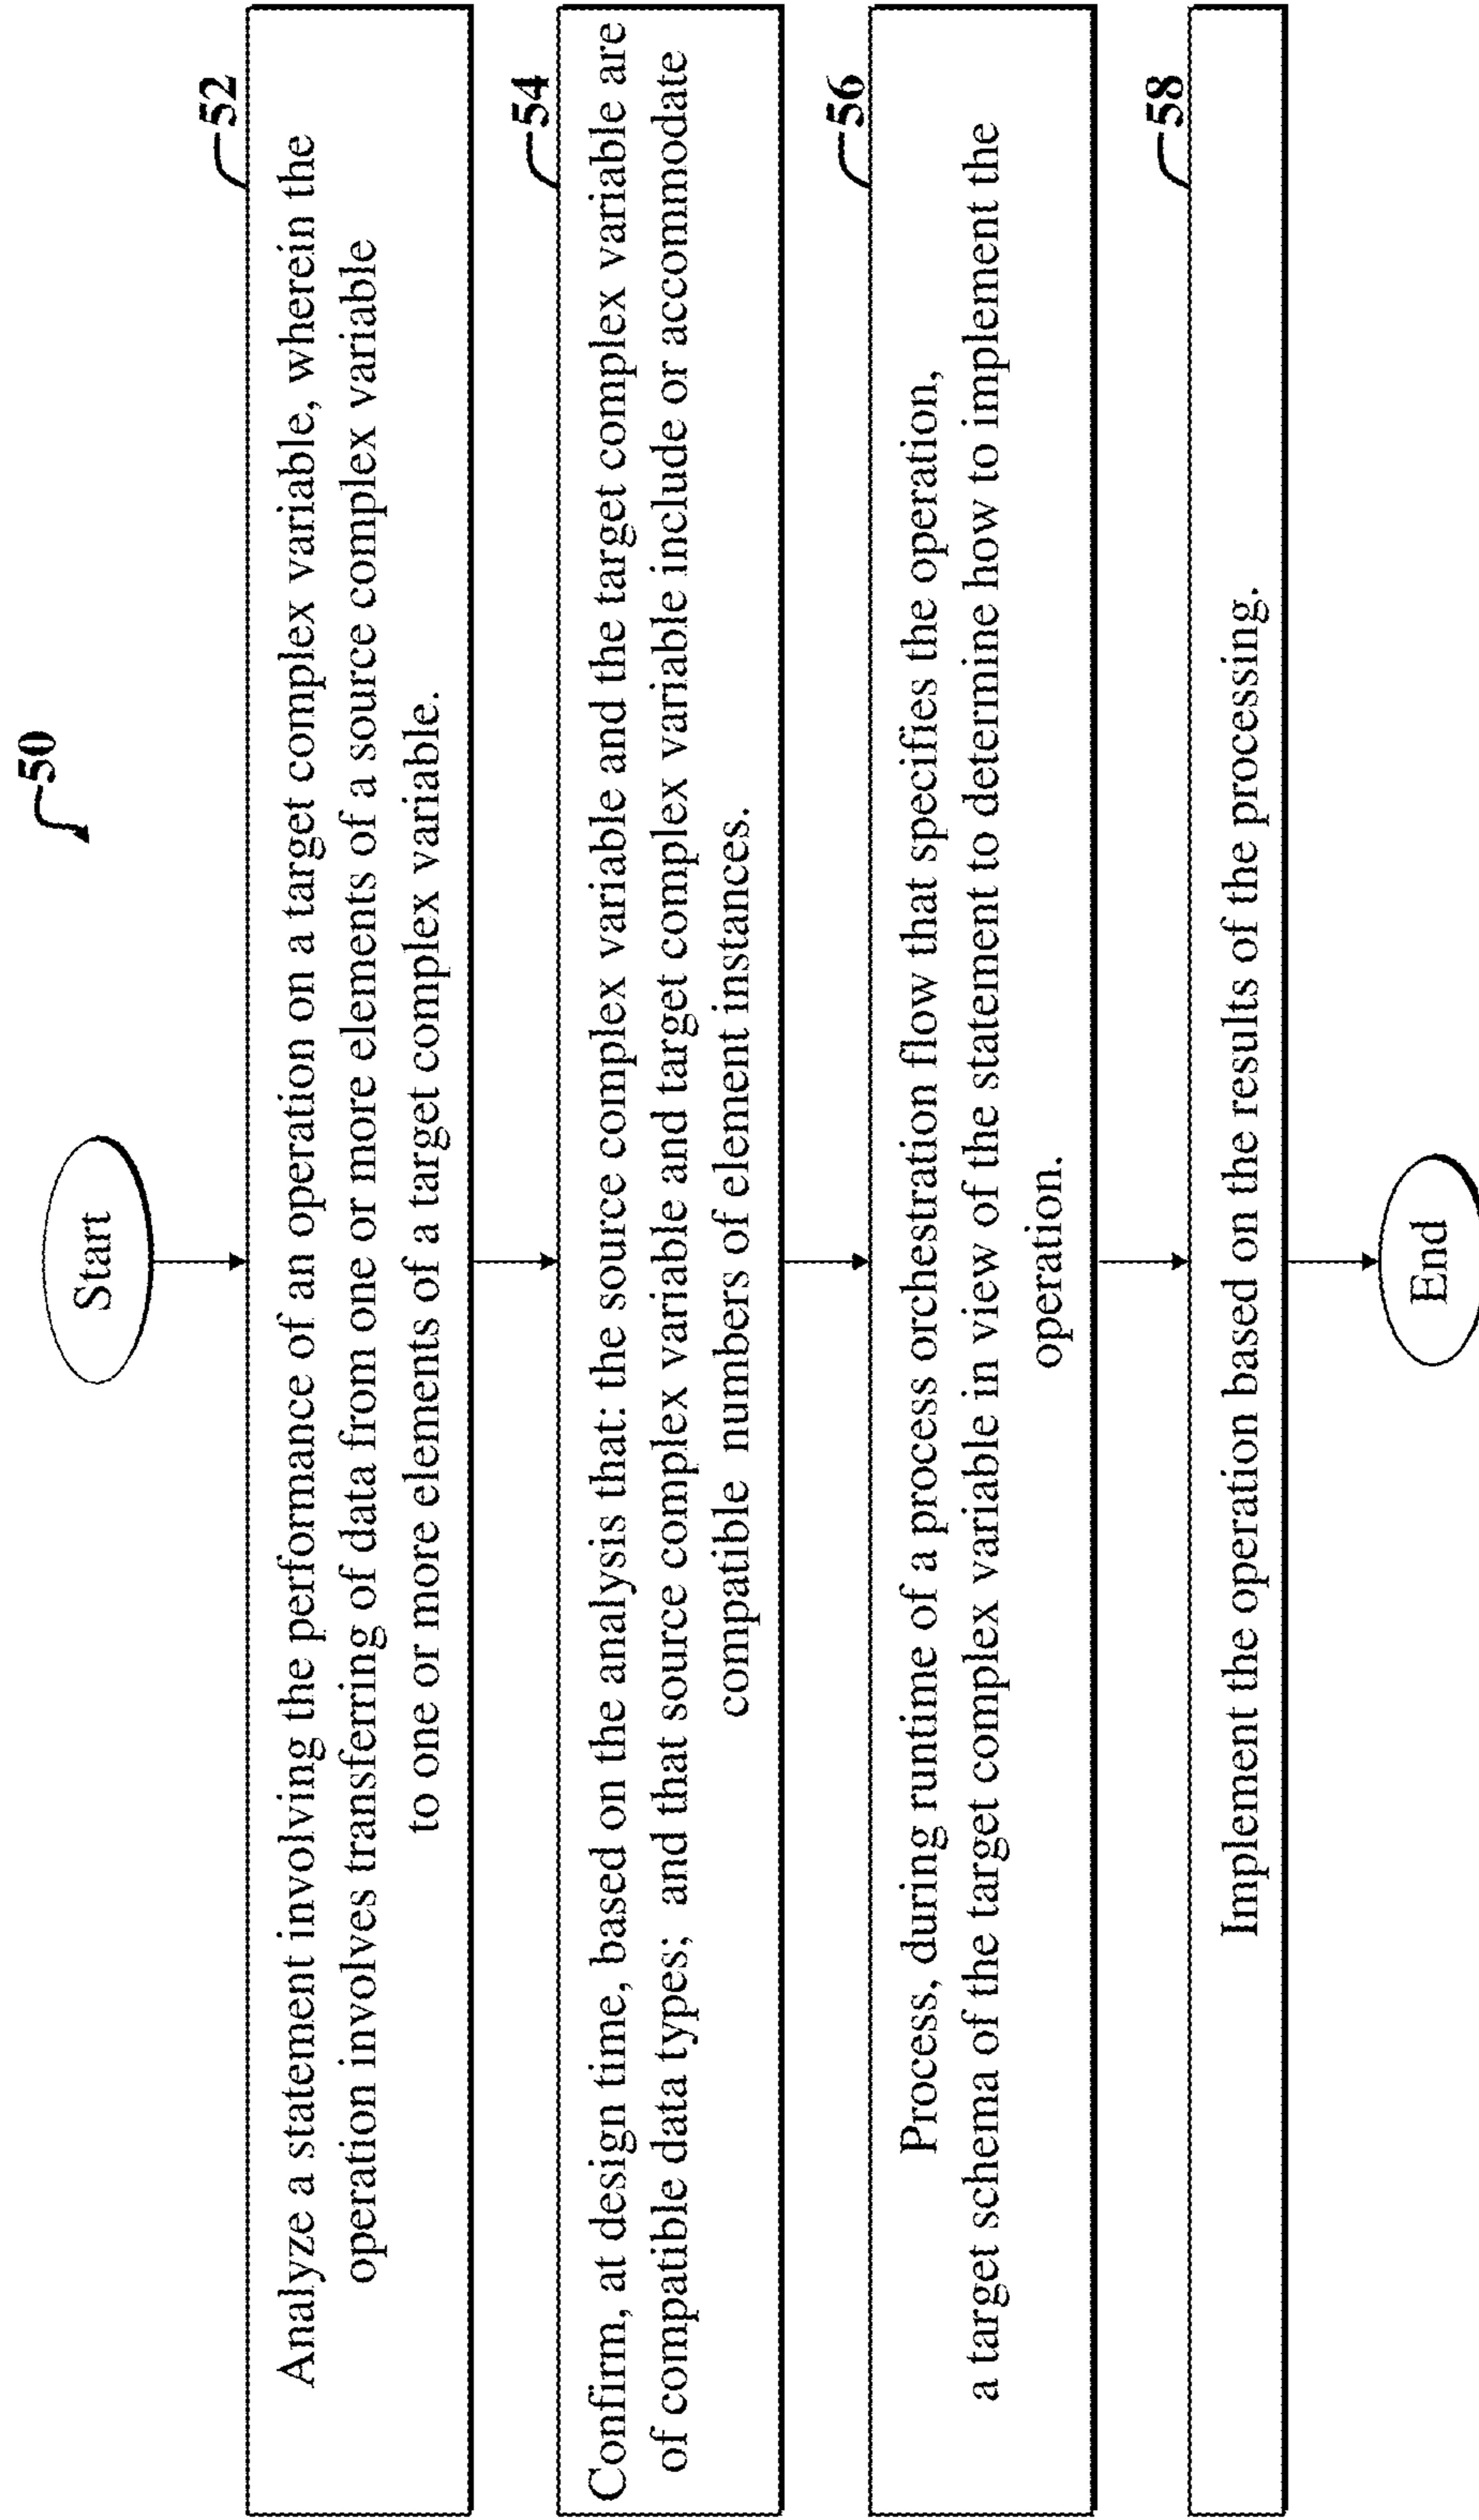 50
Start
52
Analyze a statement involving the performance of an operation on a target complex variable, wherein the
operation involves transferring of data from one or more elements of a source complex variable
to one or more elements of a target complex variable.
54
Confirm, at design time, based on the analysis that: the source complex variable and the target complex variable are
of compatible data types; and that source complex variable and target complex variable include or accommodate
compatible numbers of element instances.
56
Process, during runtime of a process orchestration flow that specifies the operation,
a target schema of the target complex variable in view of the statement to determine how to implement the
operation.
58
Implement the operation based on the results of the processing.
End